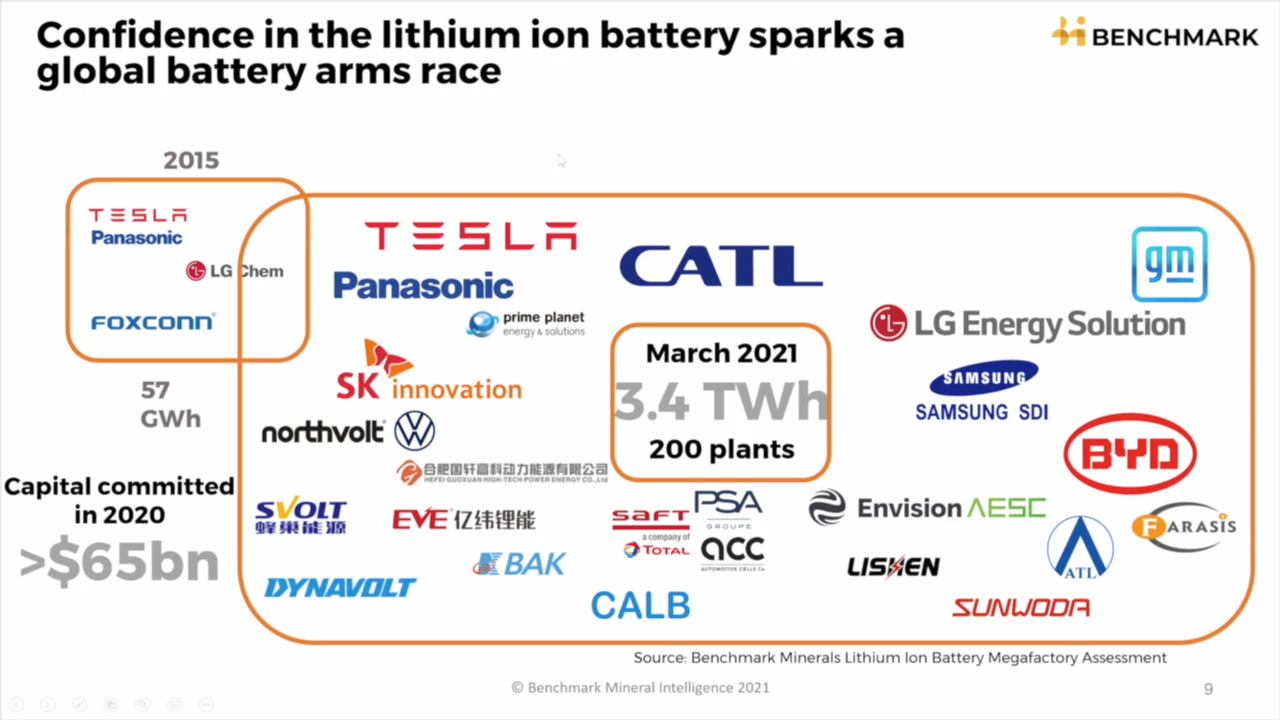 Confidence in the lithium ion battery sparks a
global battery arms race
BENCHMARK
2015
TESLA
Panasonic
LG Chem
FOXCONN
57
GWh
Capital committed
in 2020
>$65bn
TESLA
Panasonic
prime planet
energy & solutions
SK innovation
northvolt
合肥国轩高科动力能源有限公司
HEFEI GUOXUAN HIGH-TECH POWER ENERGY CO.,Ltd
SVOLT
蜂巢能源
EVE 亿纬锂能
BAK
DYNAVOLT
CATL
March 2021
3.4 TWh
200 plants
SAFT
a company of
TOTAL
PSA
GROUPE
acc
AUTOMOTIVE CELLS Co
CALB
gm
LG Energy Solution
SAMSUNG
SAMSUNG SDI
BYD
Envision AESC
FARASIS
LISHEN
ATL
SUNWODA
Source: Benchmark Minerals Lithium Ion Battery Megafactory Assessment
© Benchmark Mineral Intelligence 2021
9